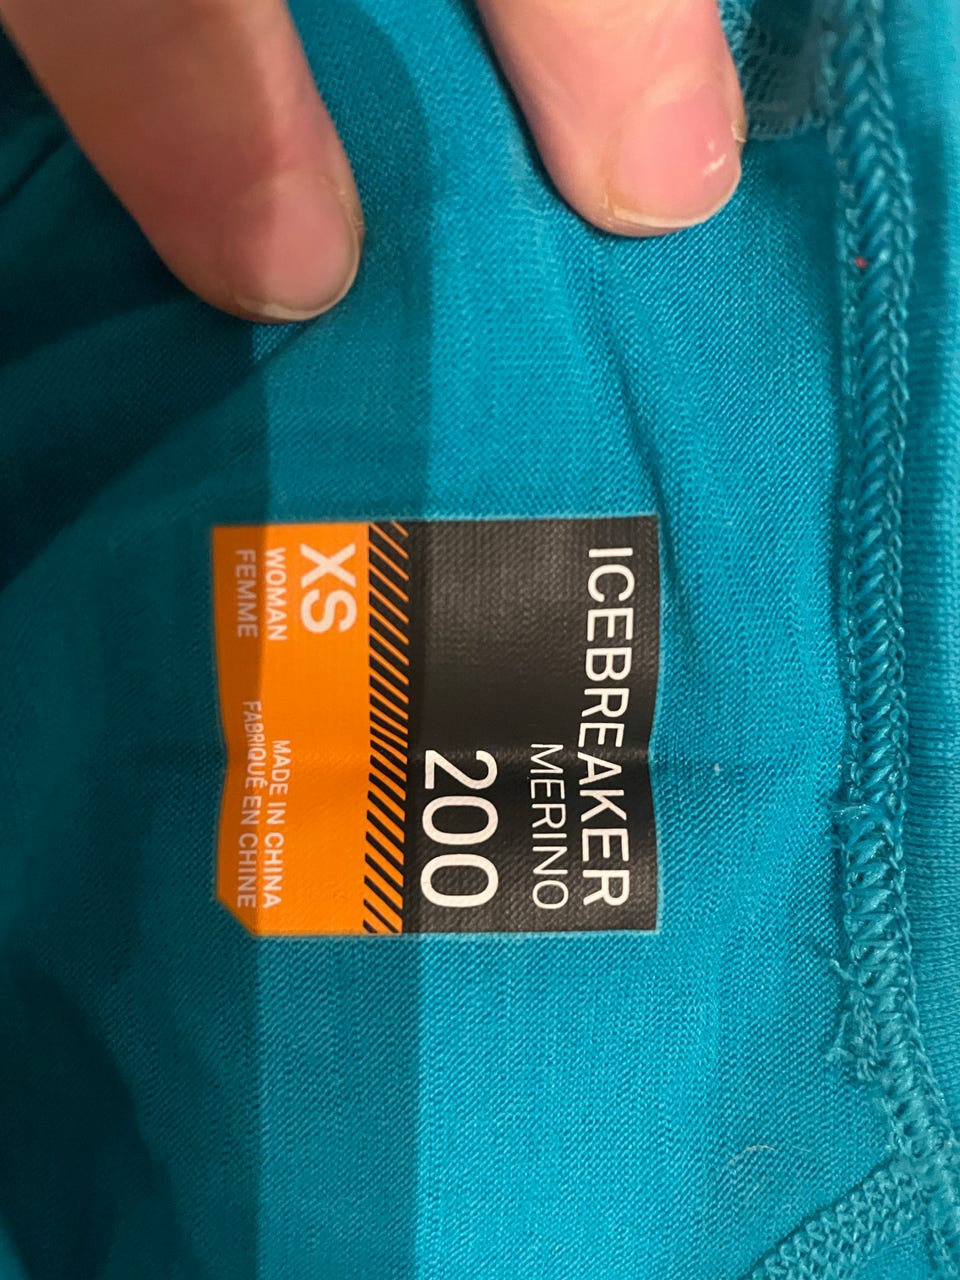 ICEBREAKER
MERINO
200
XS
WOMAN
FEMME
MADE IN CHINA
FABRIQUÉ EN CHINE